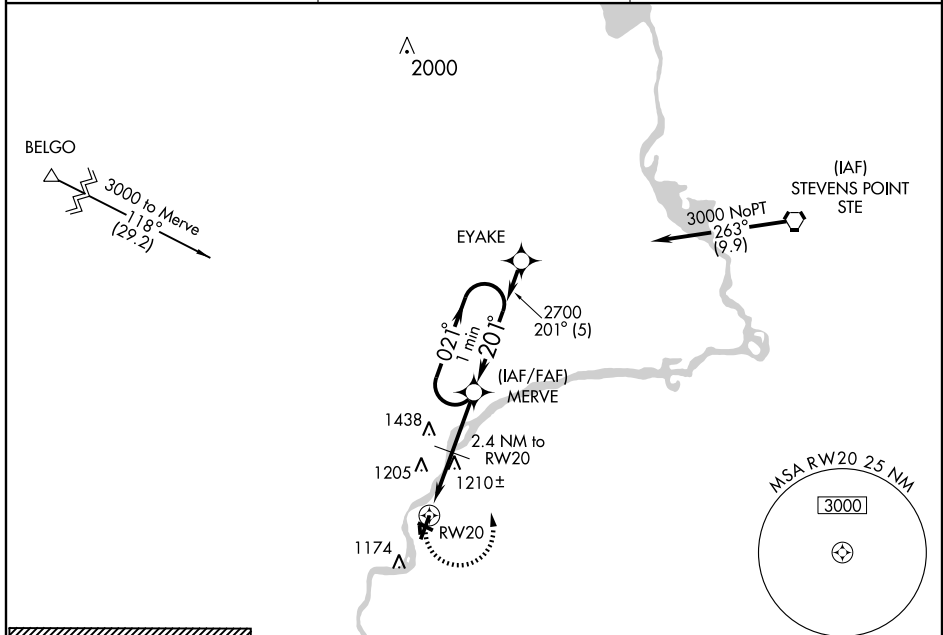 2000
BELGO
3000 to Merve
118°
(29.2)
(IAF)
STEVENS POINT
STE
3000 NoPT
263°
(9.9)
EYAKE
2700
201° (5)
021°
1 min
201°
(IAF/FAF)
MERVE
1438
2.4 NM to
RW20
1205
1210±
RW20
1174
MSA RW20 25 NM
3000